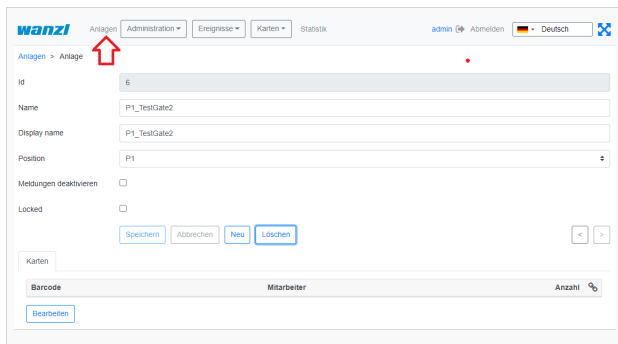 wanzl Anlagen Administration Ereignisse Karten Statistik admin Abmelden Deutsch
Anlagen > Anlage
Id 6
Name P1_TestGate2
Display name P1_TestGate2
Position P1
Meldungen deaktivieren
Locked
Speichern Abbrechen Neu Löschen < >
Karten
Barcode Mitarbeiter Anzahl
Bearbeiten